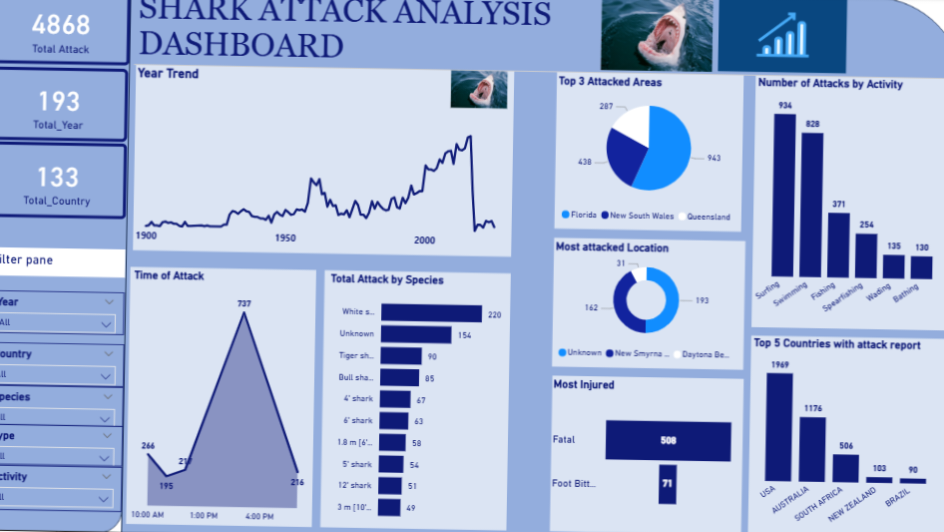 4868
Total Attack
193
Total_Year
133
Total_Country
ilter pane
Year
All
ountry
ll
pecies
ll
ype
ll
ctivity
ll
SHARK ATTACK ANALYSIS
DASHBOARD
Year Trend
1900 1950 2000
Time of Attack
737
266
195
217
216
10:00 AM 1:00 PM 4:00 PM
Total Attack by Species
White s... 220
Unknown 154
Tiger sh... 90
Bull sha... 85
4' shark 67
6' shark 63
1.8 m [6'... 58
5' shark 54
12' shark 51
3 m [10'... 49
Top 3 Attacked Areas
287
438
943
Florida New South Wales Queensland
Most attacked Location
31
162
193
Unknown New Smyrna ... Daytona Be...
Most Injured
Fatal 508
Foot Bitt... 71
Number of Attacks by Activity
934
828
371
254
135
130
Surfing
Swimming
Fishing
Spearfishing
Wading
Bathing
Top 5 Countries with attack report
1969
1176
506
103
90
USA
AUSTRALIA
SOUTH AFRICA
NEW ZEALAND
BRAZIL